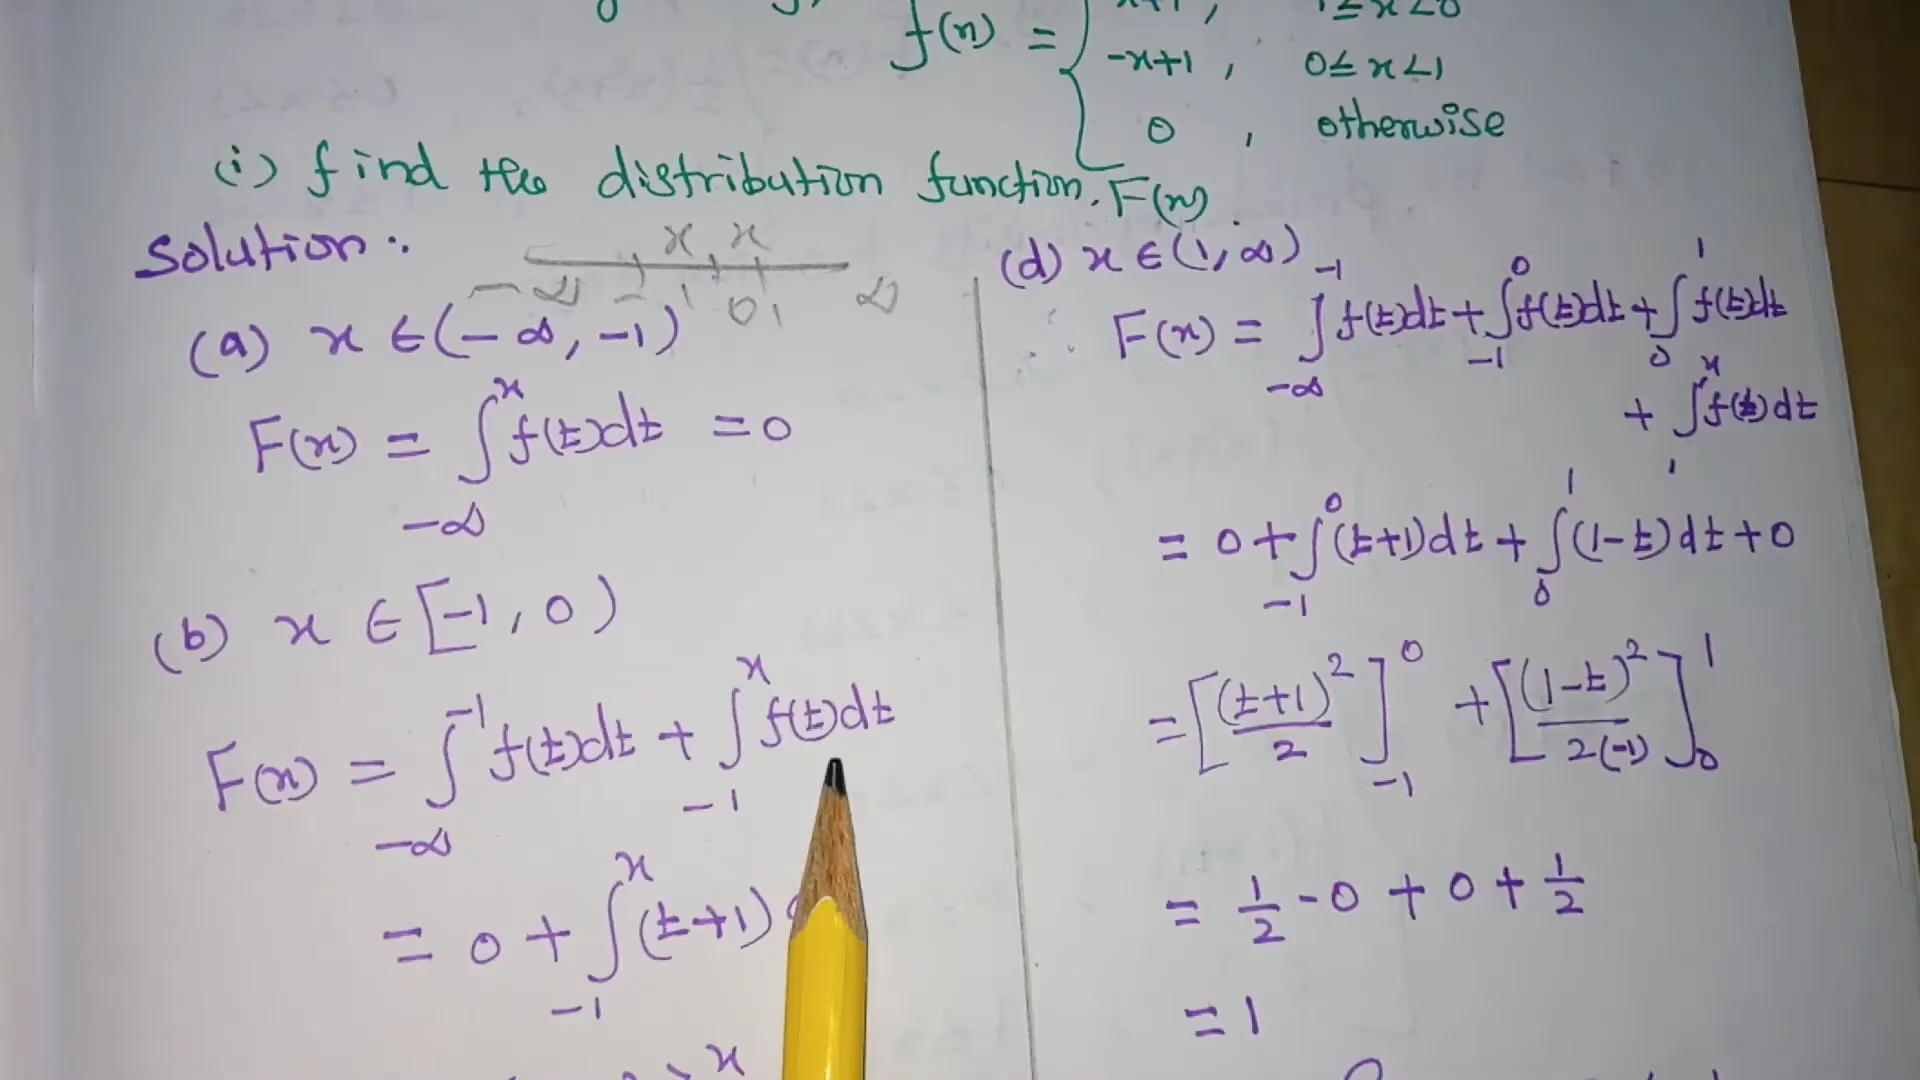 f(x) = { x+1 , 1≤x<0
-x+1 , 0≤x<1
0 , otherwise
(i) find the distribution function. F(x).
Solution :.
x x
-∞ -1 0 1 ∞
(a) x ∈ (-∞, -1)
F(x) = ∫_{-∞}^{x} f(t)dt = 0
(b) x ∈ [-1, 0)
F(x) = ∫_{-∞}^{-1} f(t)dt + ∫_{-1}^{x} f(t)dt
= 0 + ∫_{-1}^{x} (t+1)
x
(d) x ∈ (1, ∞)
F(x) = ∫_{-∞}^{-1} f(t)dt + ∫_{-1}^{0} f(t)dt + ∫_{0}^{1} f(t)dt
+ ∫_{1}^{x} f(t)dt
= 0 + ∫_{-1}^{0} (t+1)dt + ∫_{0}^{1} (1-t)dt + 0
= [(t+1)²/2]_{-1}^{0} + [(1-t)²/2(-1)]_{0}^{1}
= 1/2 - 0 + 0 + 1/2
= 1